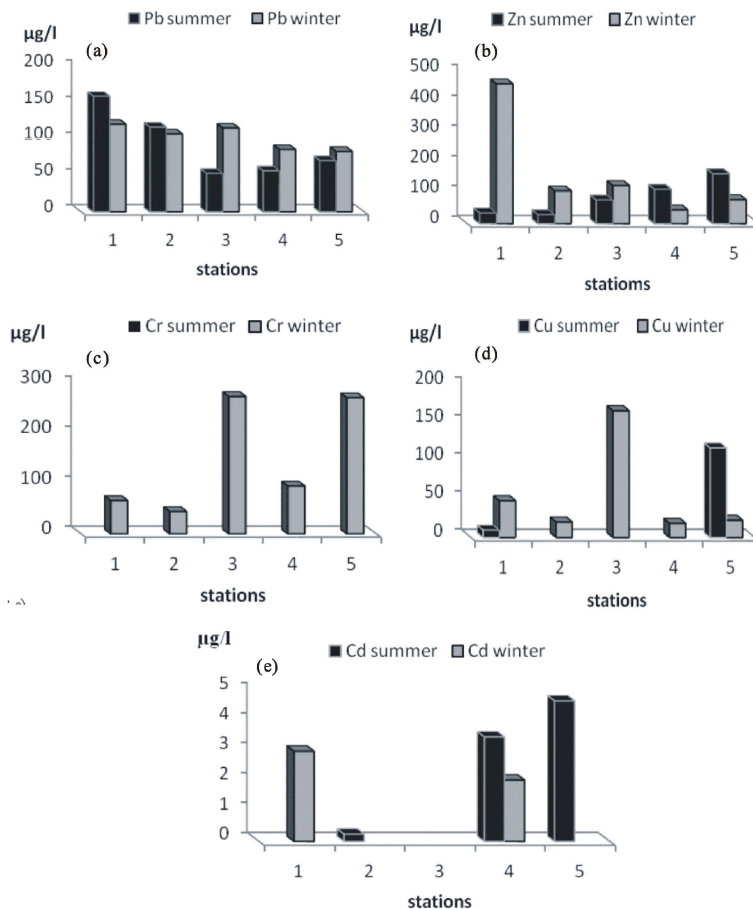 Pb summer Pb winter
µg/l
(a)
200
150
100
50
0
1 2 3 4 5
stations
Zn summer Zn winter
µg/l
(b)
500
400
300
200
100
0
1 2 3 4 5
statioms
Cr summer Cr winter
µg/l
(c)
300
200
100
0
1 2 3 4 5
stations
Cu summer Cu winter
µg/l
(d)
200
150
100
50
0
1 2 3 4 5
stations
Cd summer Cd winter
µg/l
(e)
5
4
3
2
1
0
1 2 3 4 5
stations